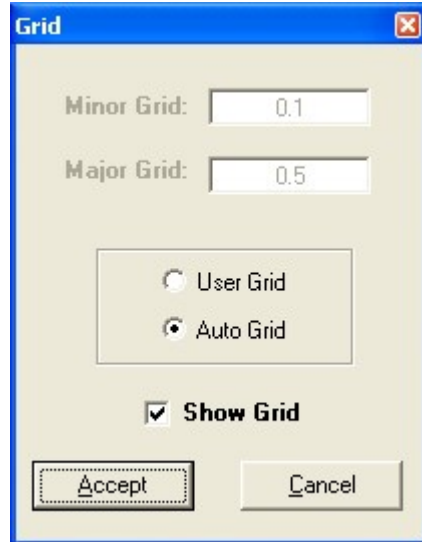 Grid
Minor Grid: 0.1
Major Grid: 0.5
User Grid
Auto Grid
Show Grid
Accept Cancel